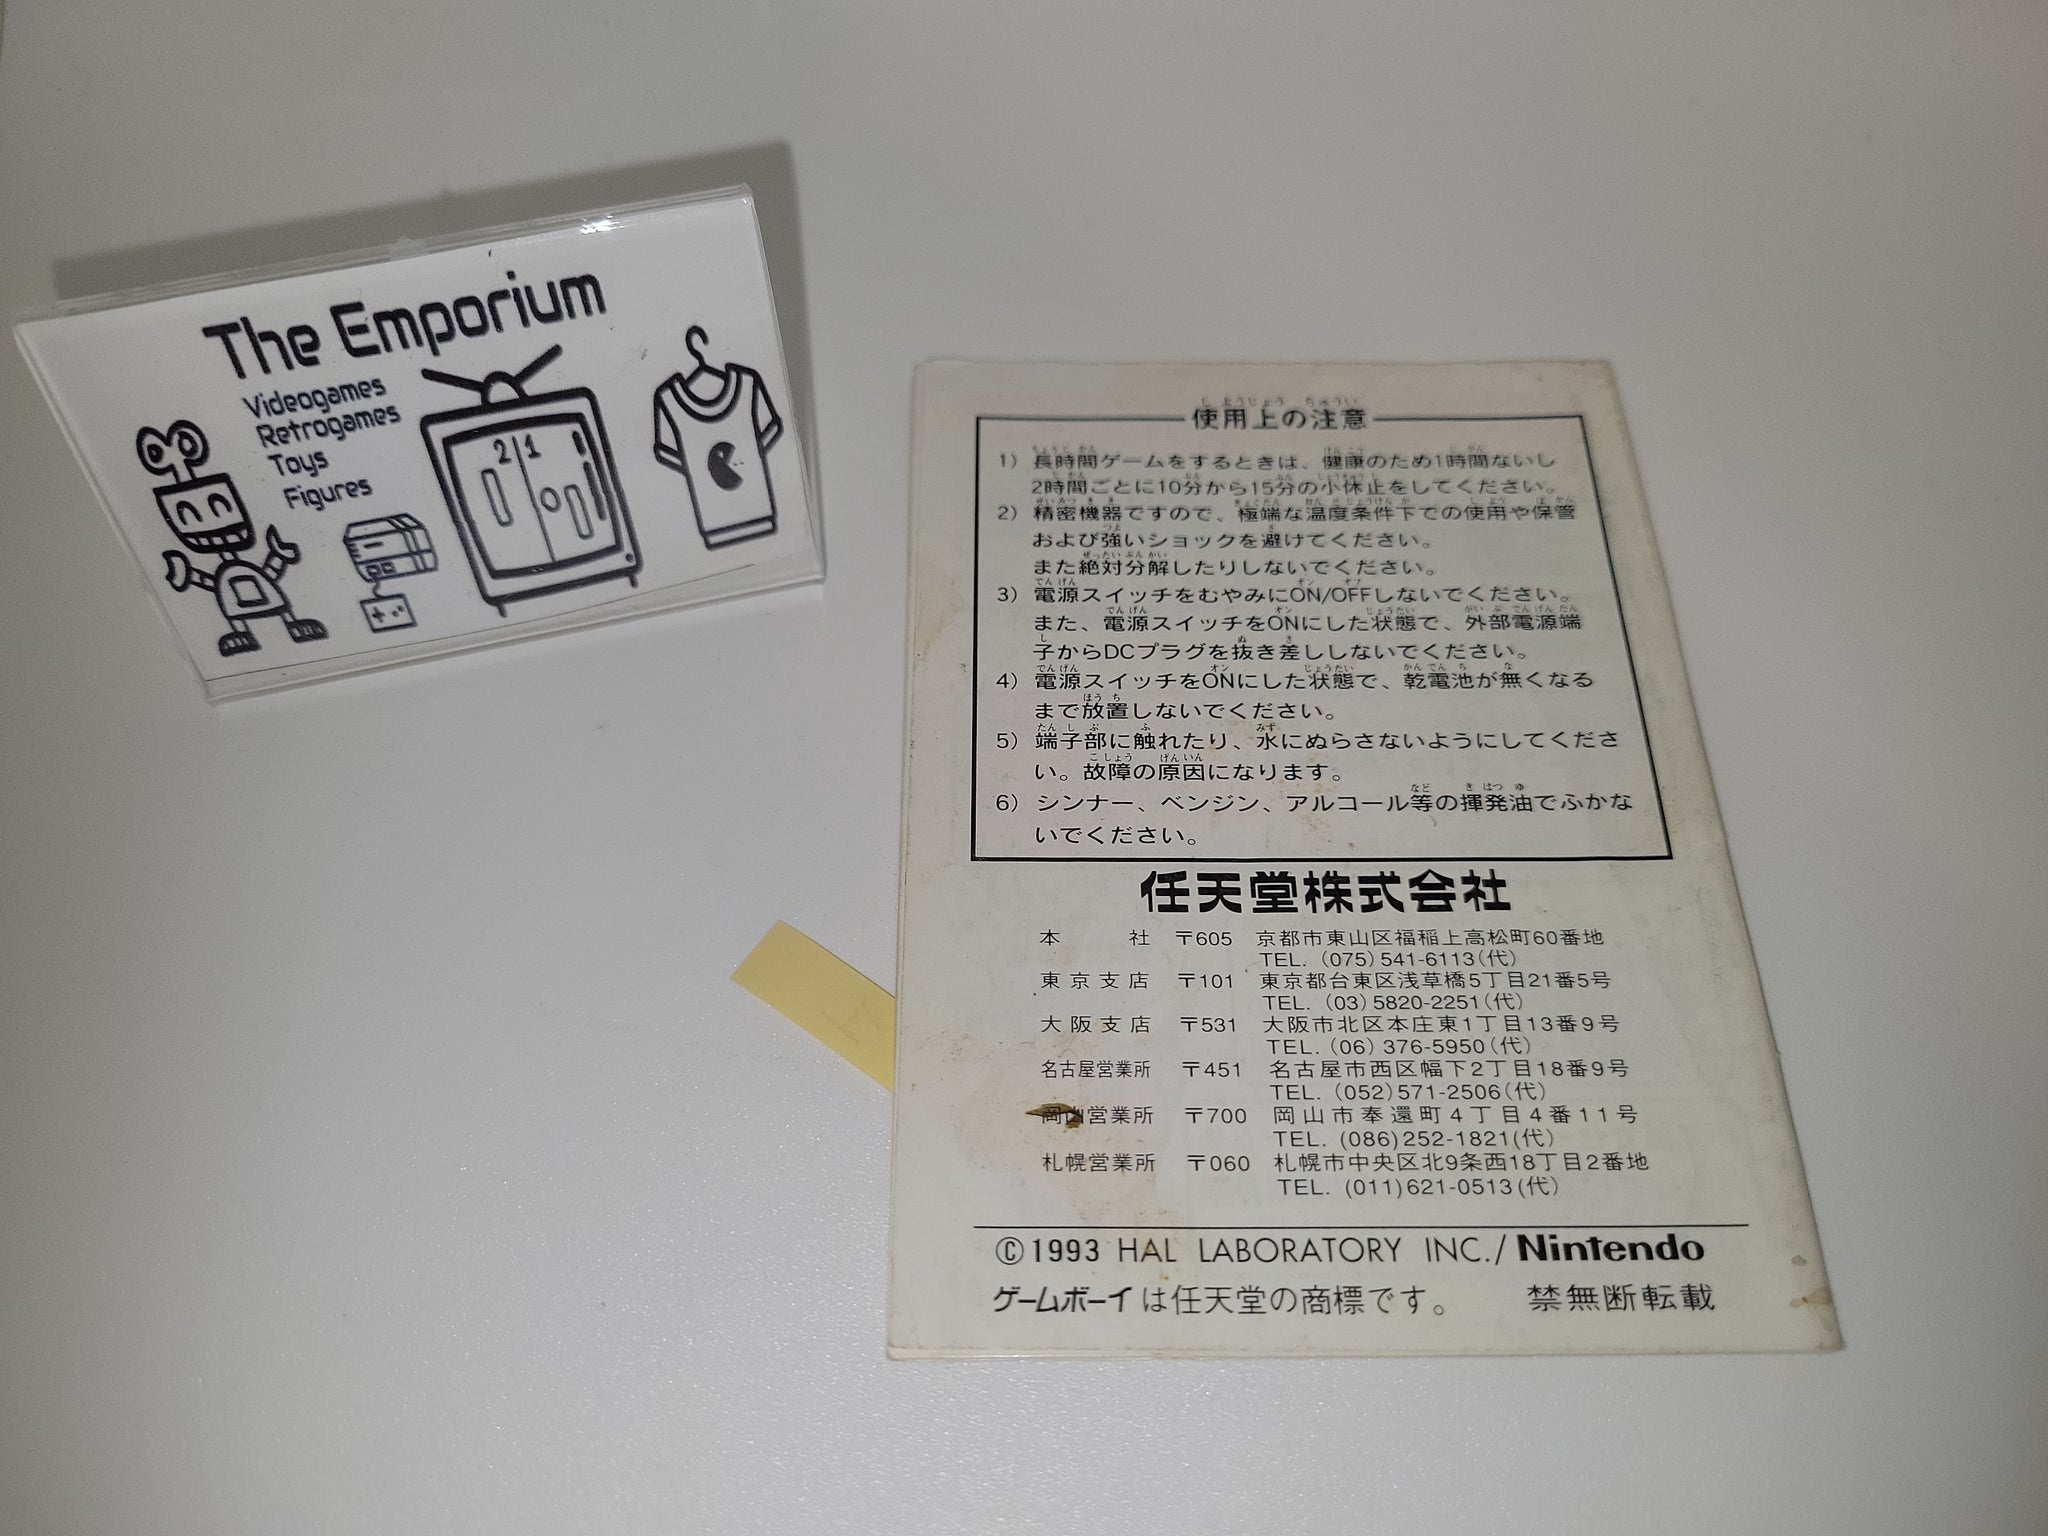 The Emporium
Videogames
Retrogames
Toys
Figures
2 1
使用上の注意
1) 長時間ゲームをするときは、健康のため1時間ないし
2時間ごとに10分から15分の小休止をしてください。
2) 精密機器ですので、極端な温度条件下での使用や保管
および強いショックを避けてください。
また絶対分解したりしないでください。
3) 電源スイッチをむやみにON/OFFしないでください。
また、電源スイッチをONにした状態で、外部電源端
子からDCプラグを抜き差ししないでください。
4) 電源スイッチをONにした状態で、乾電池が無くなる
まで放置しないでください。
5) 端子部に触れたり、水にぬらさないようにしてくださ
い。故障の原因になります。
6) シンナー、ベンジン、アルコール等の揮発油でふかな
いでください。
任天堂株式会社
本社 〒605 京都市東山区福稲上高松町60番地
TEL. (075) 541-6113(代)
東京支店 〒101 東京都台東区浅草橋5丁目21番5号
TEL. (03) 5820-2251(代)
大阪支店 〒531 大阪市北区本庄東1丁目13番9号
TEL. (06) 376-5950(代)
名古屋営業所 〒451 名古屋市西区幅下2丁目18番9号
TEL. (052)571-2506(代)
岡山営業所 〒700 岡山市奉還町4丁目4番11号
TEL. (086)252-1821(代)
札幌営業所 〒060 札幌市中央区北9条西18丁目2番地
TEL. (011)621-0513(代)
©1993 HAL LABORATORY INC./Nintendo
ゲームボーイは任天堂の商標です。 禁無断転載